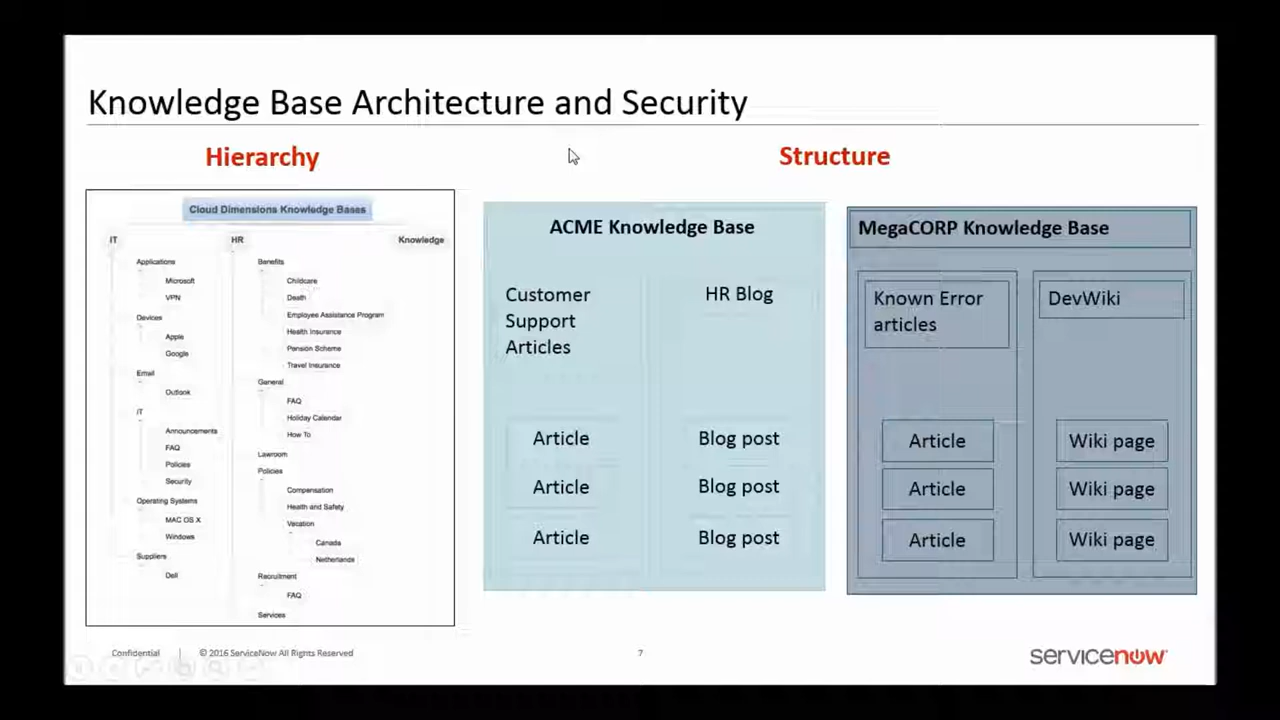 Knowledge Base Architecture and Security
Hierarchy
Structure
Cloud Dimensions Knowledge Bases
IT
HR
Knowledge
Applications
Microsoft
VPN
Devices
Apple
Google
Email
Outlook
IT
Announcements
FAQ
Policies
Security
Operating Systems
MAC OS X
Windows
Suppliers
Dell
Benefits
Childcare
Death
Employee Assistance Program
Health Insurance
Pension Scheme
Travel Insurance
General
FAQ
Holiday Calendar
How To
Lawroom
Policies
Compensation
Health and Safety
Vacation
Canada
Netherlands
Recruitment
FAQ
Services
ACME Knowledge Base
Customer
Support
Articles
Article
Article
Article
HR Blog
Blog post
Blog post
Blog post
MegaCORP Knowledge Base
Known Error
articles
Article
Article
Article
DevWiki
Wiki page
Wiki page
Wiki page
Confidential
© 2016 ServiceNow All Rights Reserved
7
servicenow